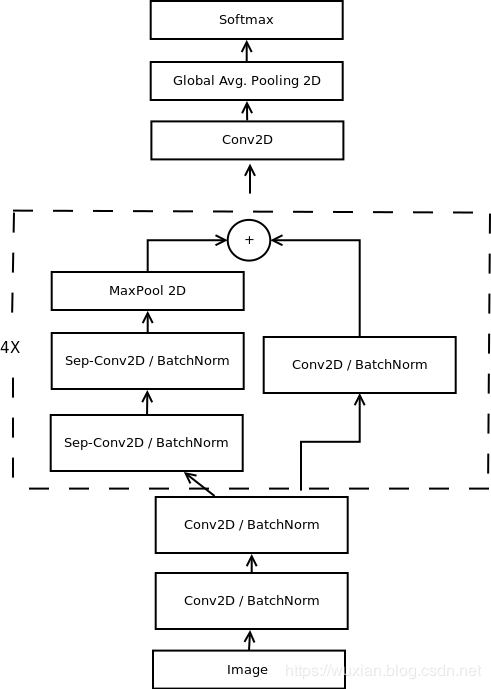 Softmax
Global Avg. Pooling 2D
Conv2D
+
MaxPool 2D
4X
Sep-Conv2D / BatchNorm
Conv2D / BatchNorm
Sep-Conv2D / BatchNorm
Conv2D / BatchNorm
Conv2D / BatchNorm
Image
https://wuxian.blog.csdn.net